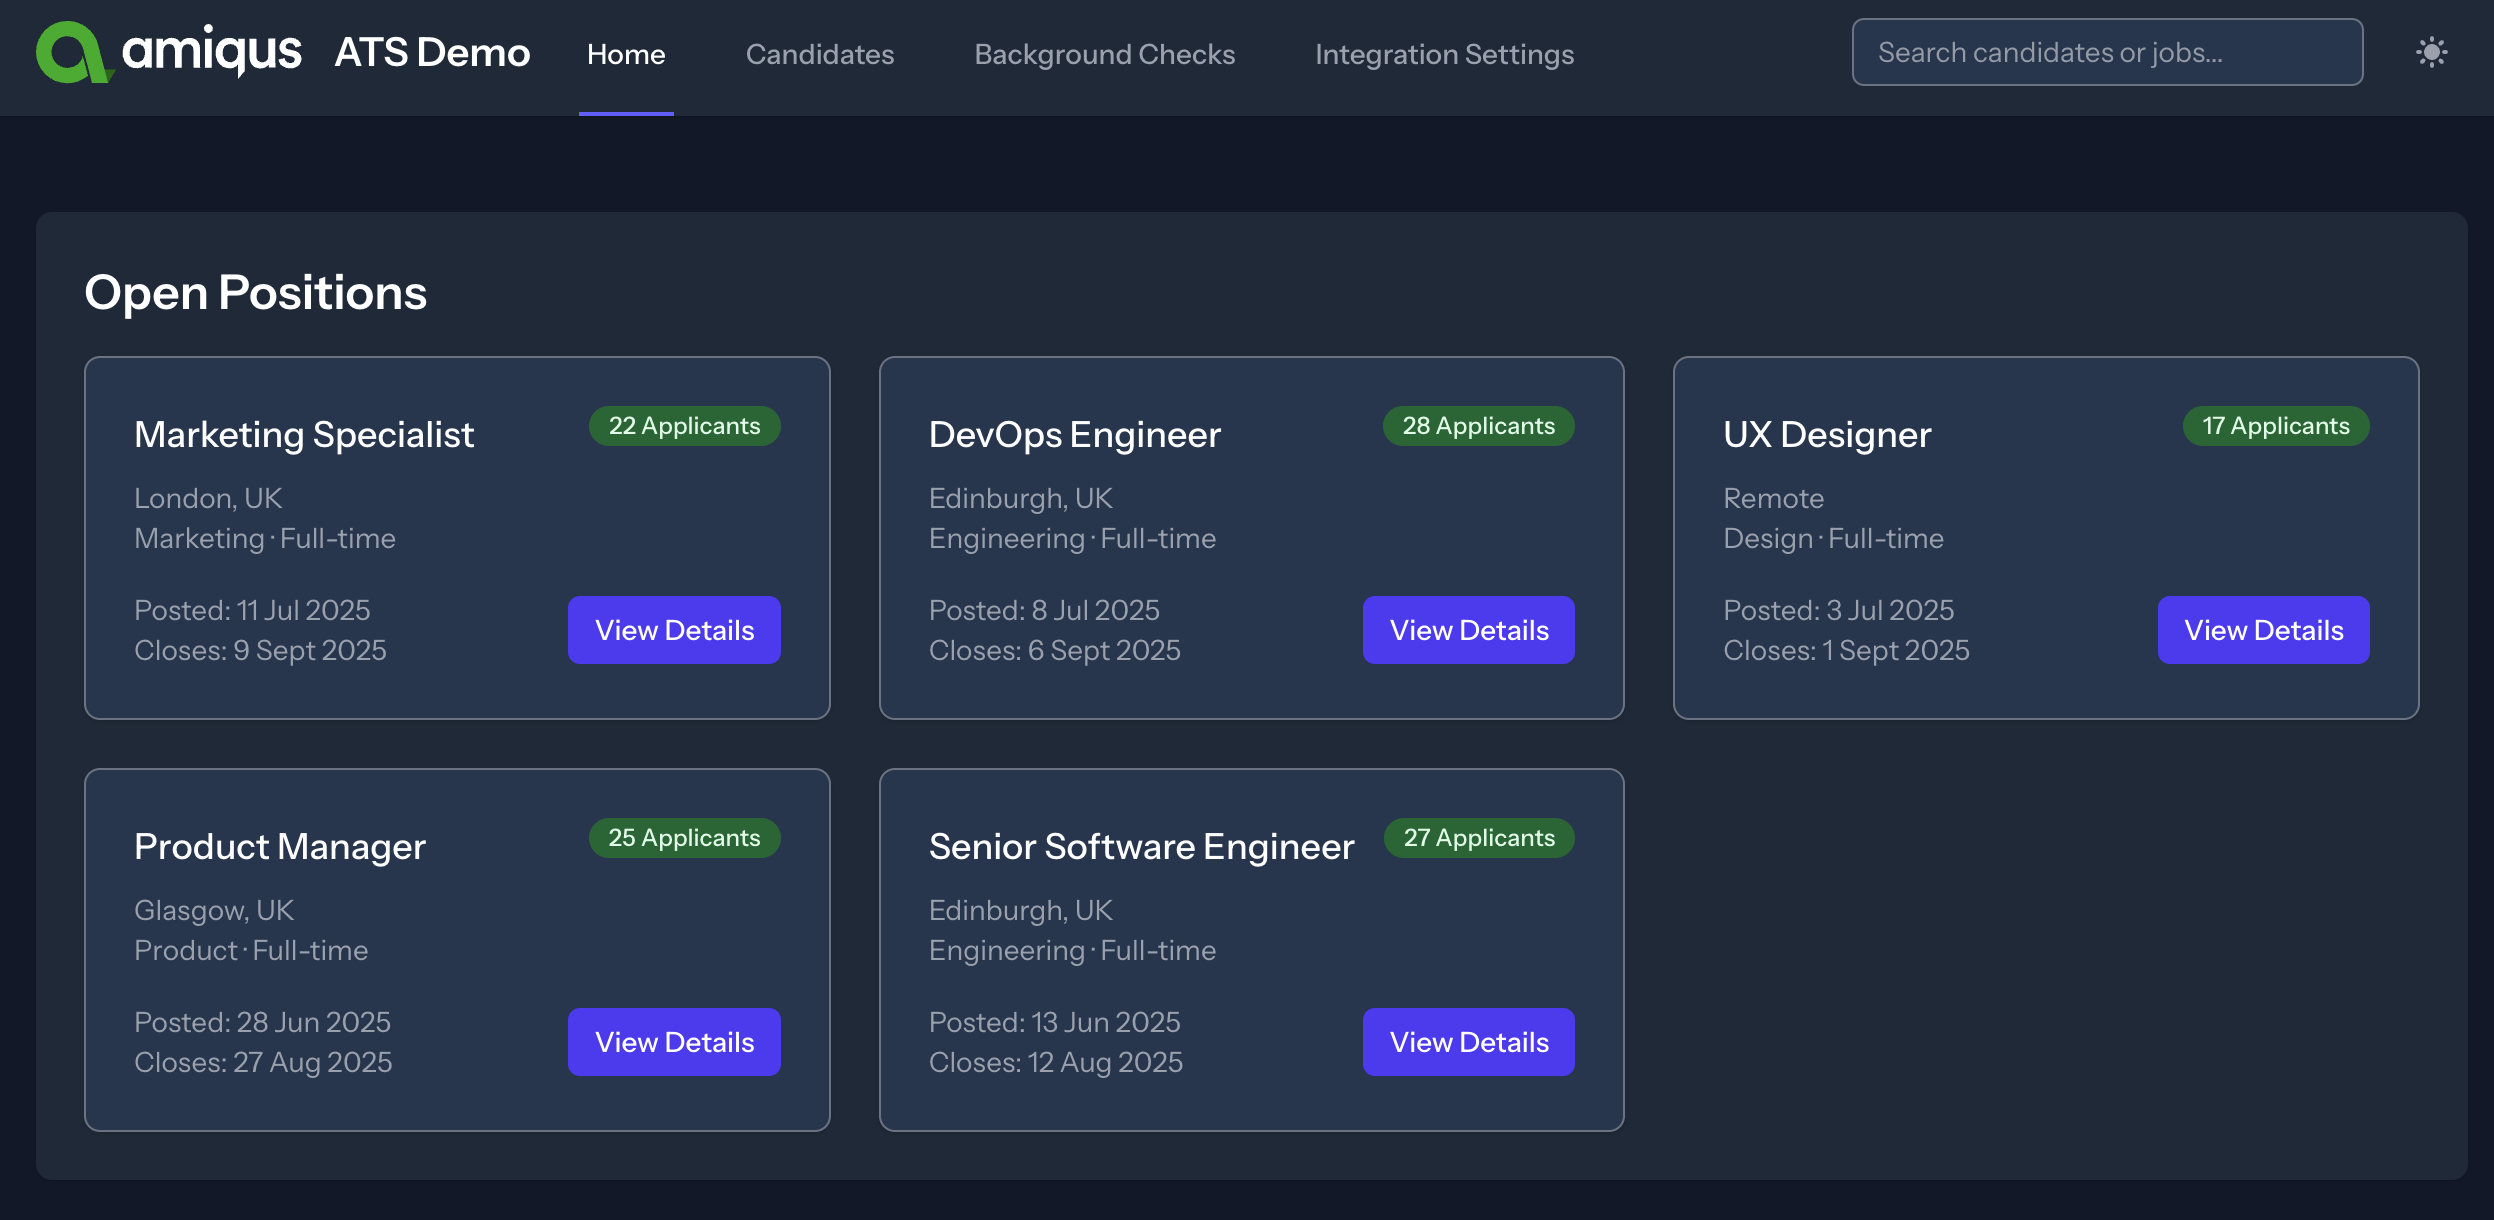 amiqus ATS Demo Home Candidates Background Checks Integration Settings Search candidates or jobs...
Open Positions
Marketing Specialist 22 Applicants
London, UK
Marketing · Full-time
Posted: 11 Jul 2025
Closes: 9 Sept 2025
View Details
DevOps Engineer 28 Applicants
Edinburgh, UK
Engineering · Full-time
Posted: 8 Jul 2025
Closes: 6 Sept 2025
View Details
UX Designer 17 Applicants
Remote
Design · Full-time
Posted: 3 Jul 2025
Closes: 1 Sept 2025
View Details
Product Manager 25 Applicants
Glasgow, UK
Product · Full-time
Posted: 28 Jun 2025
Closes: 27 Aug 2025
View Details
Senior Software Engineer 27 Applicants
Edinburgh, UK
Engineering · Full-time
Posted: 13 Jun 2025
Closes: 12 Aug 2025
View Details